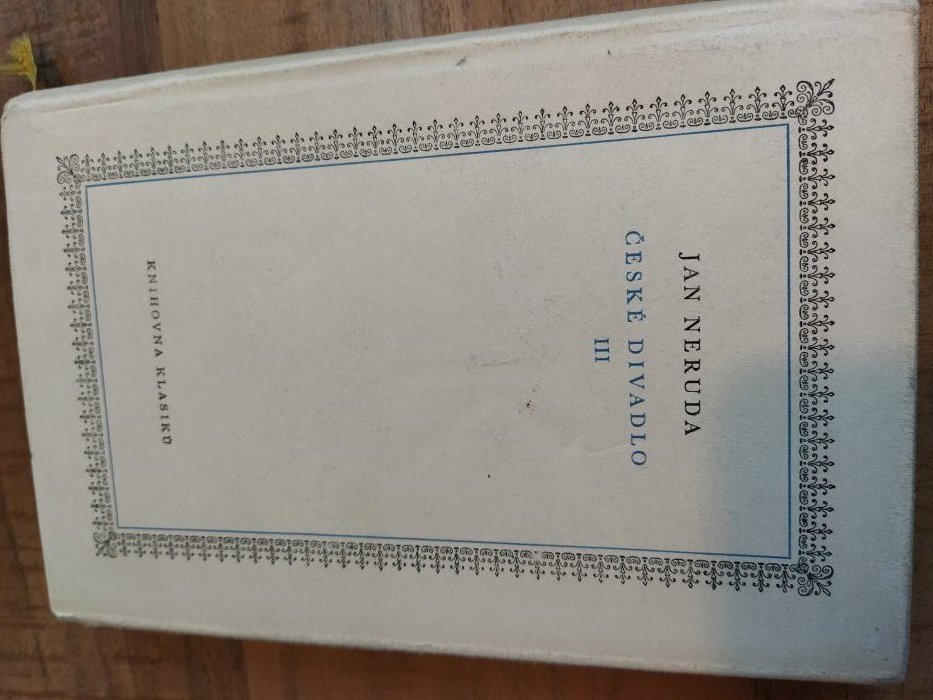 JAN NERUDA
ČESKÉ DIVADLO
III
KNIHOVNA KLASIKŮ